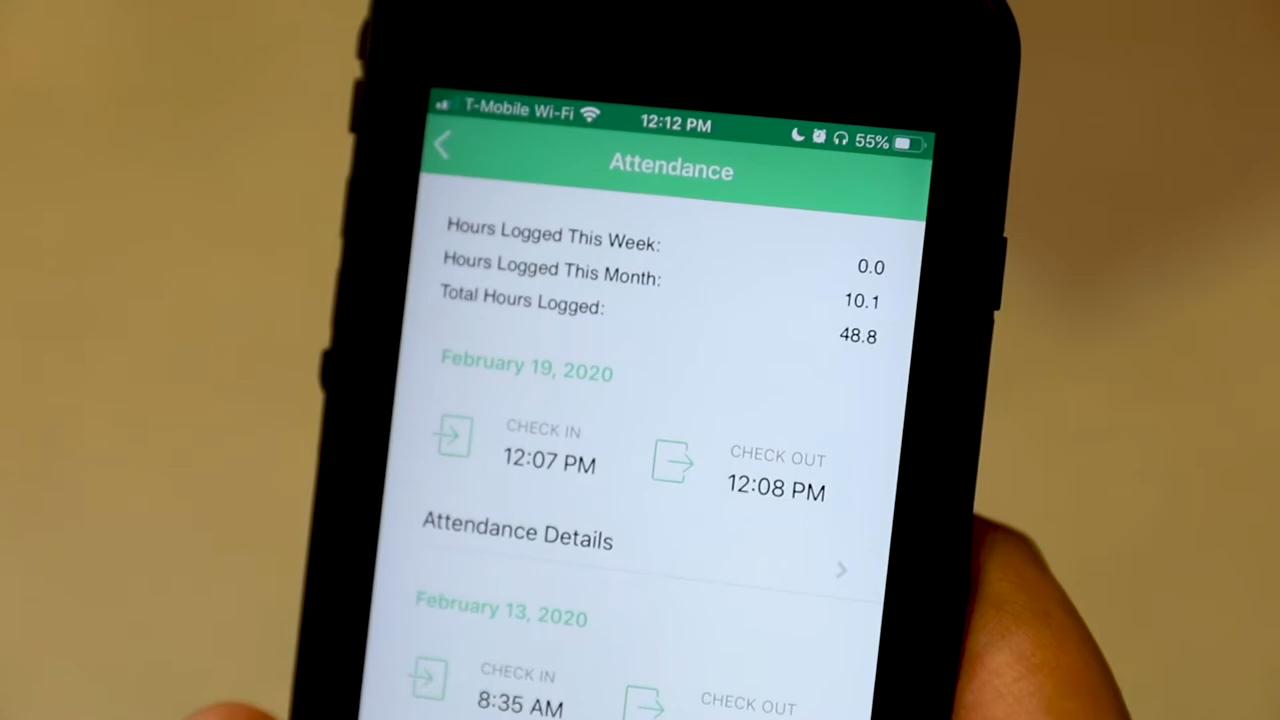 T-Mobile Wi-Fi 12:12 PM 55%
Attendance
Hours Logged This Week: 0.0
Hours Logged This Month: 10.1
Total Hours Logged: 48.8
February 19, 2020
CHECK IN CHECK OUT
12:07 PM 12:08 PM
Attendance Details
February 13, 2020
CHECK IN CHECK OUT
8:35 AM